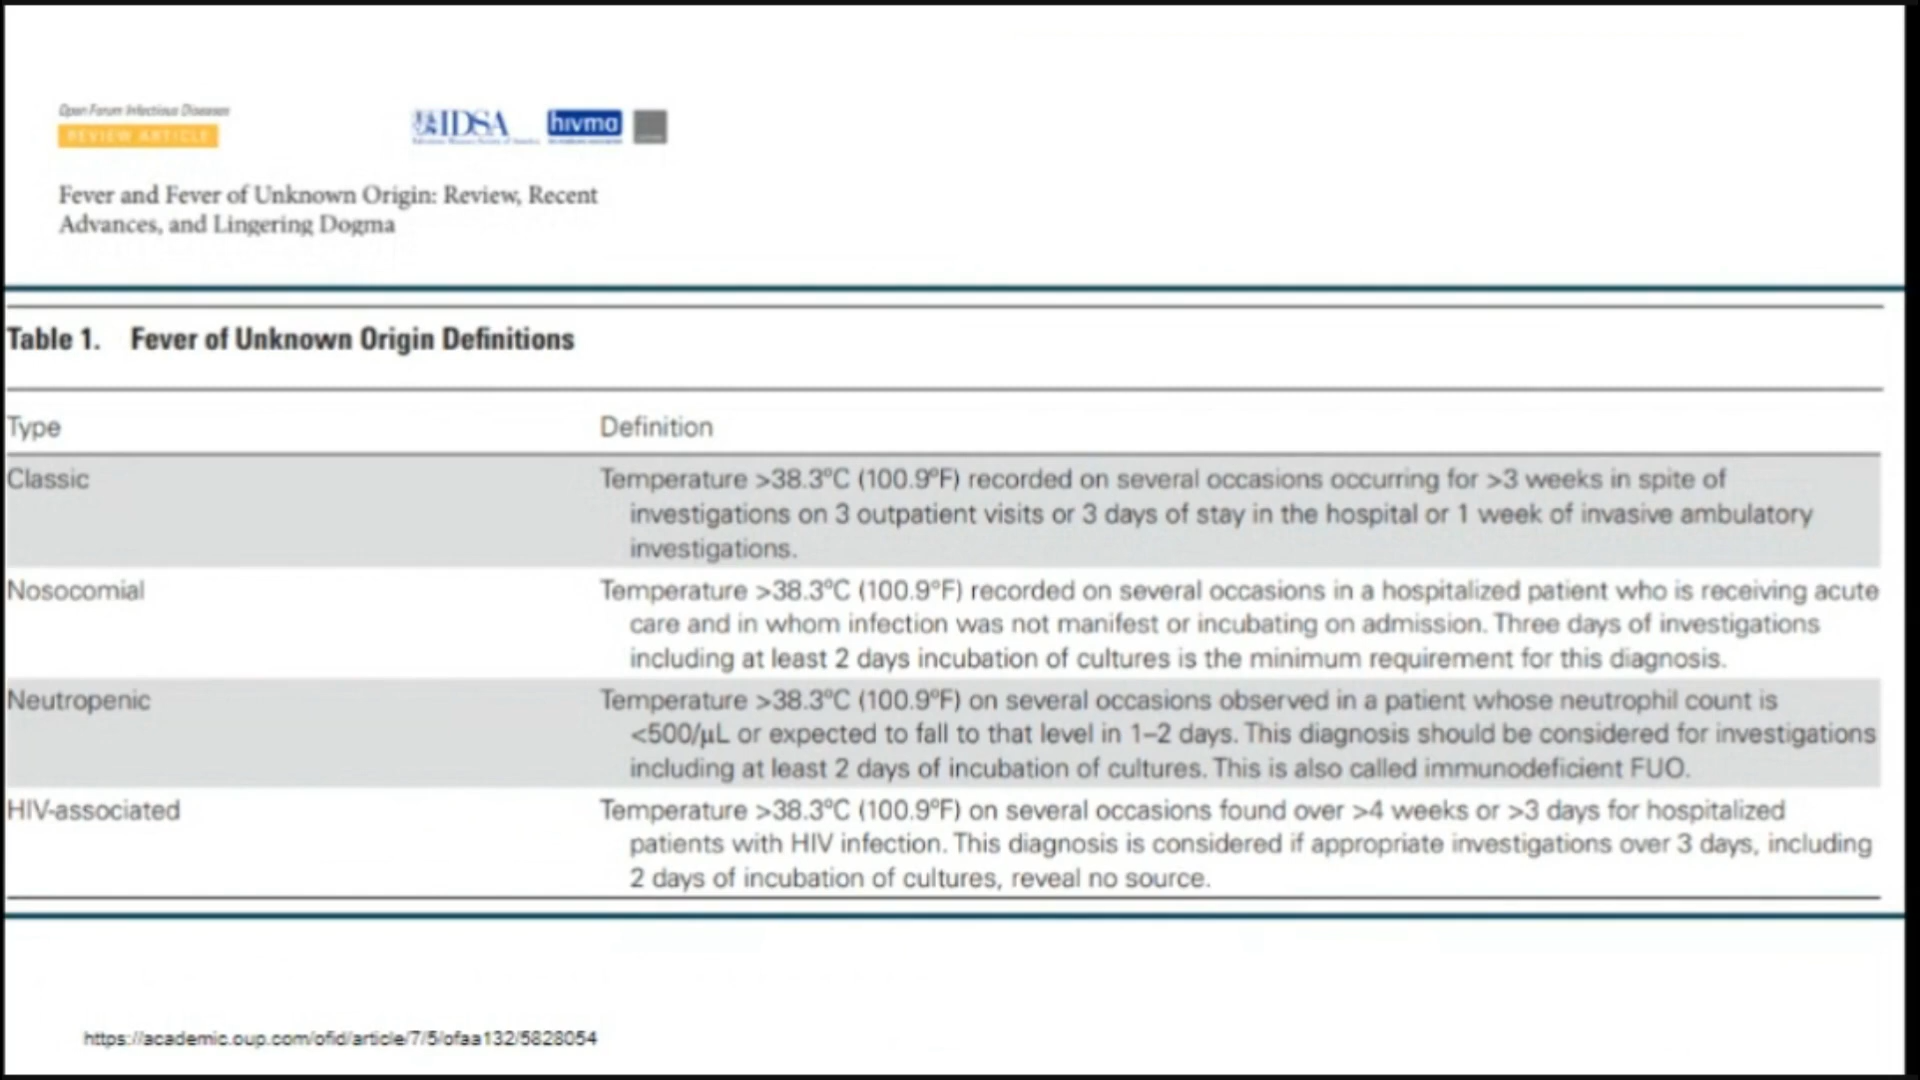 Open Forum Infectious Diseases
REVIEW ARTICLE
IDSA
hivma
Fever and Fever of Unknown Origin: Review, Recent
Advances, and Lingering Dogma
Table 1. Fever of Unknown Origin Definitions
Type Definition
Classic Temperature >38.3ºC (100.9ºF) recorded on several occasions occurring for >3 weeks in spite of
investigations on 3 outpatient visits or 3 days of stay in the hospital or 1 week of invasive ambulatory
investigations.
Nosocomial Temperature >38.3ºC (100.9ºF) recorded on several occasions in a hospitalized patient who is receiving acute
care and in whom infection was not manifest or incubating on admission. Three days of investigations
including at least 2 days incubation of cultures is the minimum requirement for this diagnosis.
Neutropenic Temperature >38.3ºC (100.9ºF) on several occasions observed in a patient whose neutrophil count is
<500/μL or expected to fall to that level in 1–2 days. This diagnosis should be considered for investigations
including at least 2 days of incubation of cultures. This is also called immunodeficient FUO.
HIV-associated Temperature >38.3ºC (100.9ºF) on several occasions found over >4 weeks or >3 days for hospitalized
patients with HIV infection. This diagnosis is considered if appropriate investigations over 3 days, including
2 days of incubation of cultures, reveal no source.
https://academic.oup.com/ofid/article/7/5/ofaa132/5828054